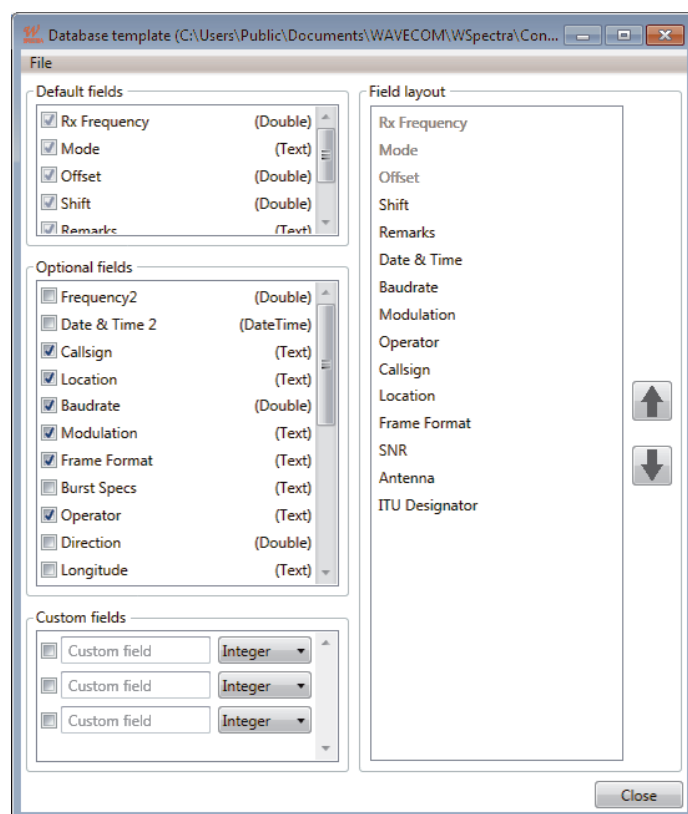 Database template (C:\Users\Public\Documents\WAVECOM\WSpectra\Con...
File
Default fields
Rx Frequency (Double)
Mode (Text)
Offset (Double)
Shift (Double)
Remarks (Text)
Optional fields
Frequency2 (Double)
Date & Time 2 (DateTime)
Callsign (Text)
Location (Text)
Baudrate (Double)
Modulation (Text)
Frame Format (Text)
Burst Specs (Text)
Operator (Text)
Direction (Double)
Longitude (Text)
Custom fields
Custom field Integer
Custom field Integer
Custom field Integer
Field layout
Rx Frequency
Mode
Offset
Shift
Remarks
Date & Time
Baudrate
Modulation
Operator
Callsign
Location
Frame Format
SNR
Antenna
ITU Designator
Close